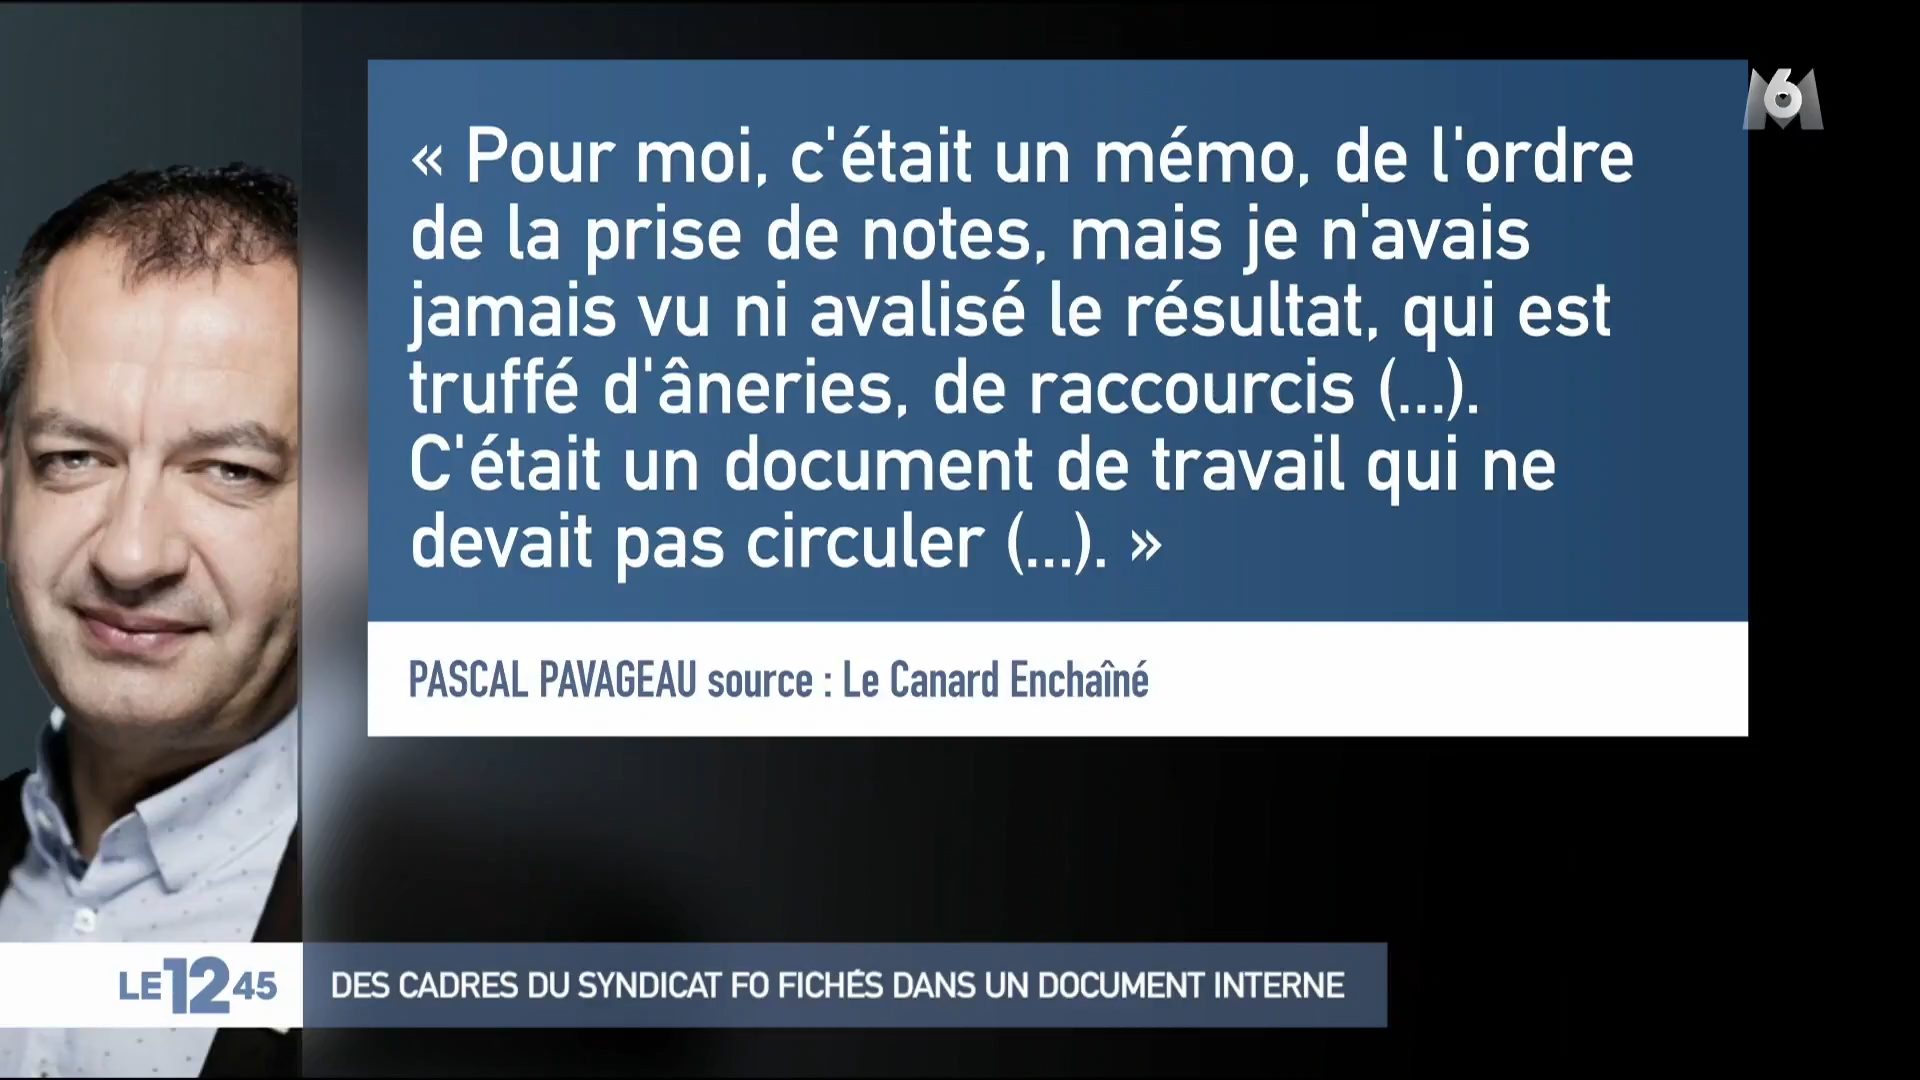 M6
« Pour moi, c'était un mémo, de l'ordre
de la prise de notes, mais je n'avais
jamais vu ni avalisé le résultat, qui est
truffé d'âneries, de raccourcis (...).
C'était un document de travail qui ne
devait pas circuler (...). »
PASCAL PAVAGEAU source : Le Canard Enchaîné
LE 12 45
DES CADRES DU SYNDICAT FO FICHÉS DANS UN DOCUMENT INTERNE